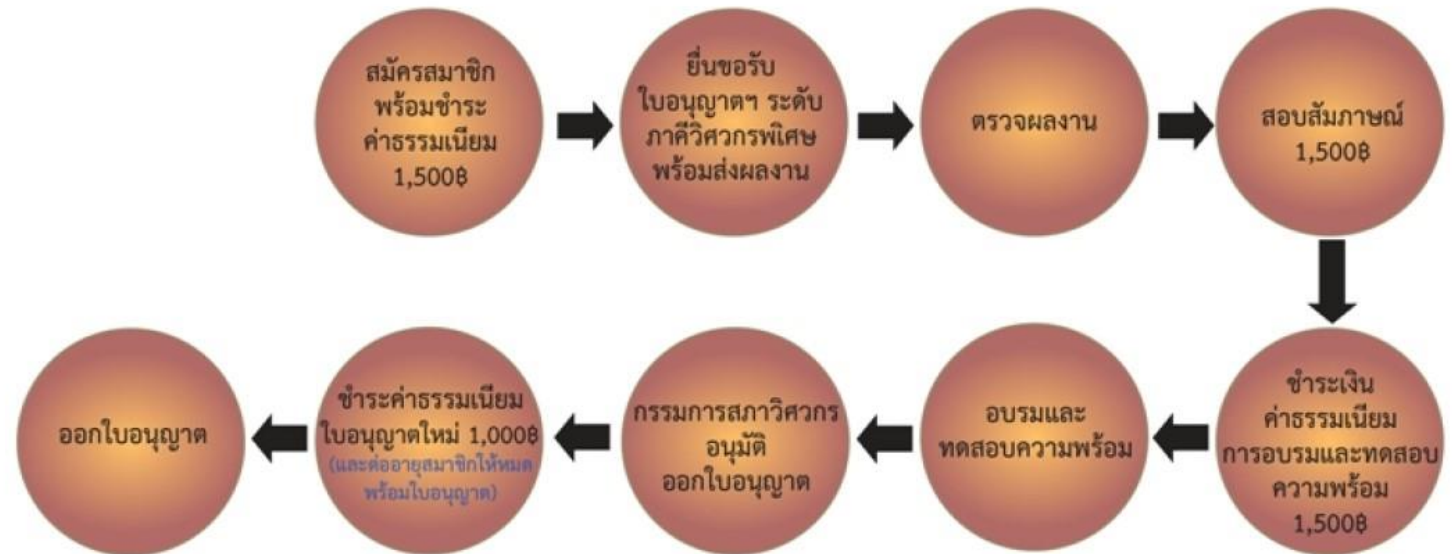 สมัครสมาชิก
พร้อมชำระ
ค่าธรรมเนียม
1,500฿
ยื่นขอรับ
ใบอนุญาตฯ ระดับ
ภาคีวิศวกรพิเศษ
พร้อมส่งผลงาน
ตรวจผลงาน
สอบสัมภาษณ์
1,500฿
ชำระเงิน
ค่าธรรมเนียม
การอบรมและทดสอบ
ความพร้อม
1,500฿
อบรมและ
ทดสอบความพร้อม
กรรมการสภาวิศวกร
อนุมัติ
ออกใบอนุญาต
ชำระค่าธรรมเนียม
ใบอนุญาตใหม่ 1,000฿
(และต่ออายุสมาชิกให้หมด
พร้อมใบอนุญาต)
ออกใบอนุญาต